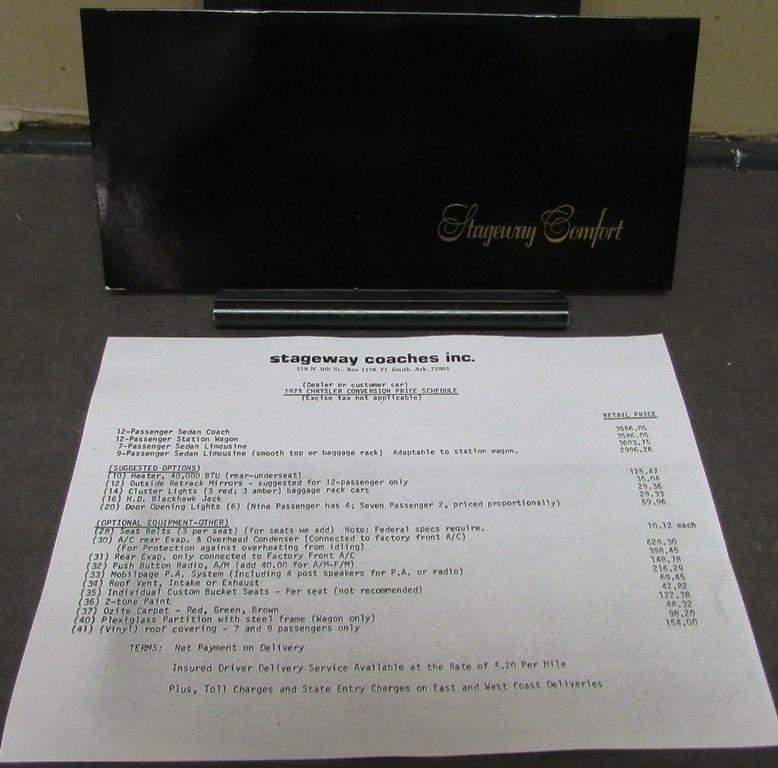 Stageway Comfort
stageway coaches inc.
510 N. 9th St., Box 1170, Ft. Smith, Ark. 72901
(Dealer or customer car)
1973 CHRYSLER CONVERSION PRICE SCHEDULE
(Excise tax not applicable)
RETAIL PRICE
12-Passenger Sedan Coach 3586.05
12-Passenger Station Wagon 3586.05
7-Passenger Sedan Limousine 3603.75
9-Passenger Sedan Limousine (smooth top or baggage rack) Adaptable to station wagon. 2996.26
(SUGGESTED OPTIONS)
(10) Heater, 40,000 BTU (rear-underseat) 125.47
(12) Outside Retrack Mirrors - suggested for 12-passenger only 35.04
(14) Cluster Lights (3 red; 3 amber) baggage rack cars 29.36
(16) H.D. Blackhawk Jack 29.33
(20) Door Opening Lights (6) (Nine Passenger has 4; Seven Passenger 2, priced proportionally) 59.96
(OPTIONAL EQUIPMENT-OTHER)
(28) Seat Belts (3 per seat) (for seats we add) Note: Federal specs require. 10.12 each
(30) A/C rear Evap. & Overhead Condenser (Connected to factory front A/C)
(For Protection against overheating from idling) 629.30
(31) Rear Evap. only connected to Factory Front A/C 398.45
(32) Push Button Radio, A/M (add 40.00 for A/M-F/M) 148.78
(33) Mobilpage P.A. System (Including 4 post speakers for P.A. or radio) 216.29
(34) Roof Vent, Intake or Exhaust 69.45
(35) Individual Custom Bucket Seats - Per seat (not recommended) 42.82
(36) 2-tone Paint 122.38
(37) Ozite Carpet - Red, Green, Brown 48.32
(40) Plexiglass Partition with steel frame (Wagon only) 98.20
(41) (Vinyl) roof covering - 7 and 9 passengers only 154.00
TERMS: Net Payment on Delivery
Insured Driver Delivery Service Available at the Rate of $.20 Per Mile
Plus, Toll Charges and State Entry Charges on East and West Coast Deliveries